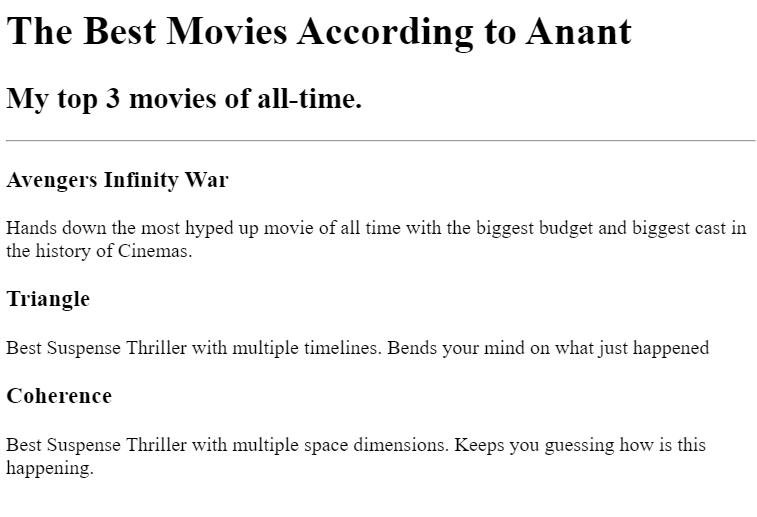 The Best Movies According to Anant
My top 3 movies of all-time.
Avengers Infinity War
Hands down the most hyped up movie of all time with the biggest budget and biggest cast in
the history of Cinemas.
Triangle
Best Suspense Thriller with multiple timelines. Bends your mind on what just happened
Coherence
Best Suspense Thriller with multiple space dimensions. Keeps you guessing how is this
happening.